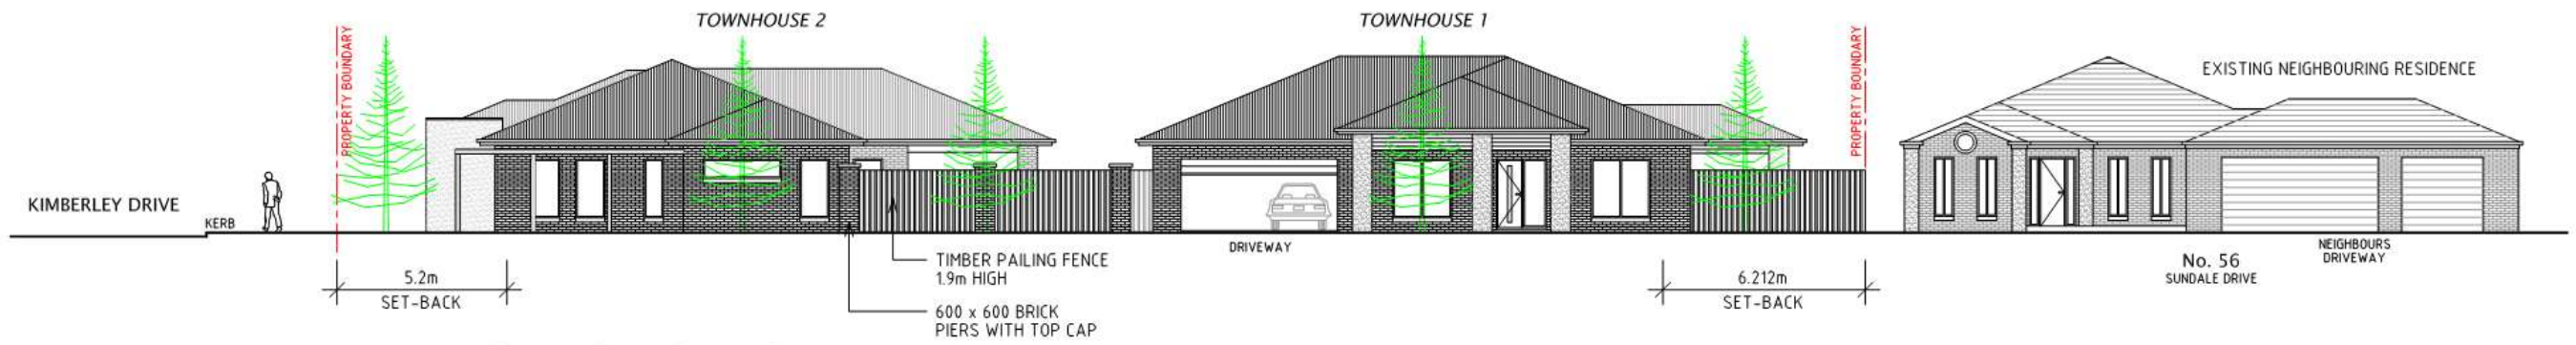 TOWNHOUSE 2
TOWNHOUSE 1
PROPERTY BOUNDARY
PROPERTY BOUNDARY
EXISTING NEIGHBOURING RESIDENCE
KIMBERLEY DRIVE
KERB
DRIVEWAY
NEIGHBOURS
DRIVEWAY
No. 56
SUNDALE DRIVE
TIMBER PAILING FENCE
1.9m HIGH
5.2m
SET-BACK
6.212m
SET-BACK
600 x 600 BRICK
PIERS WITH TOP CAP